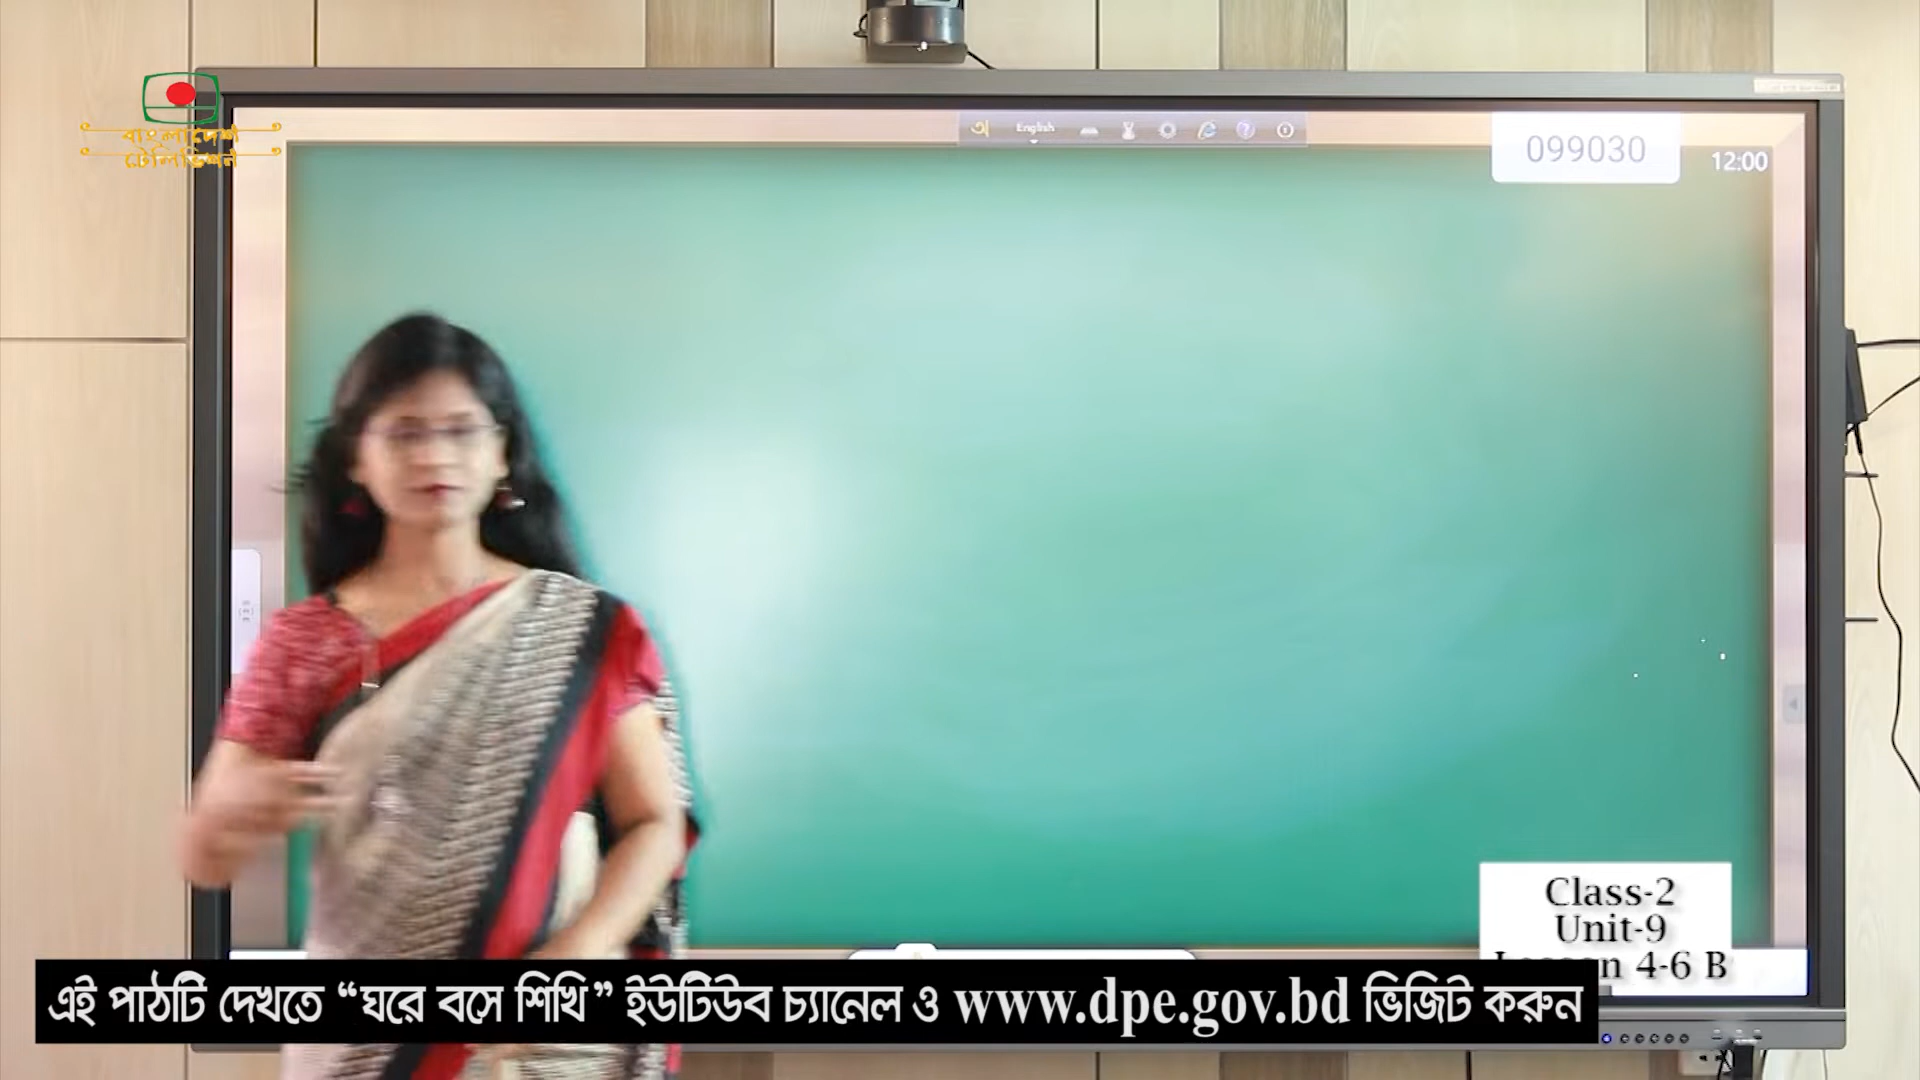 বাংলাদেশ
টেলিভিশন
অ English
099030
12:00
Class-2
Unit-9
4-6 B
এই পাঠটি দেখতে “ঘরে বসে শিখি” ইউটিউব চ্যানেল ও www.dpe.gov.bd ভিজিট করুন